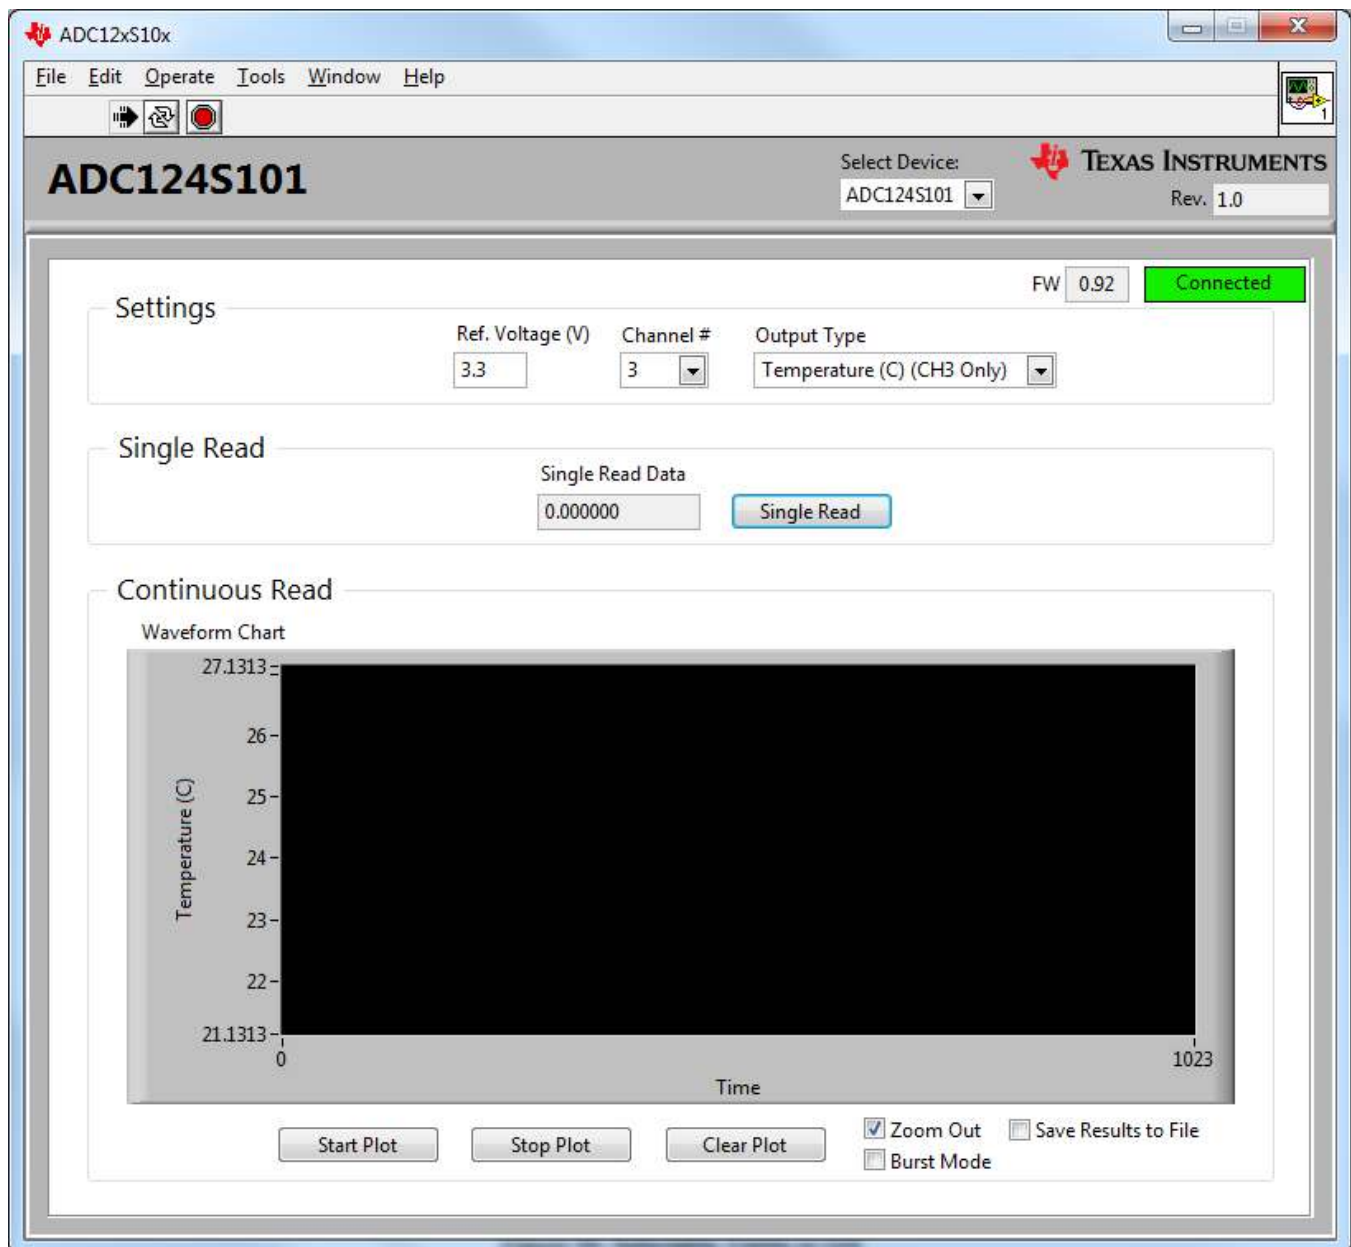 ADC12xS10x
File Edit Operate Tools Window Help
1
ADC124S101
Select Device:
ADC124S101
TEXAS INSTRUMENTS
Rev. 1.0
FW 0.92 Connected
Settings
Ref. Voltage (V) Channel # Output Type
3.3 3 Temperature (C) (CH3 Only)
Single Read
Single Read Data
0.000000 Single Read
Continuous Read
Waveform Chart
27.1313
26
25
24
23
22
21.1313
Temperature (C)
0 1023
Time
Start Plot Stop Plot Clear Plot Zoom Out Save Results to File
Burst Mode